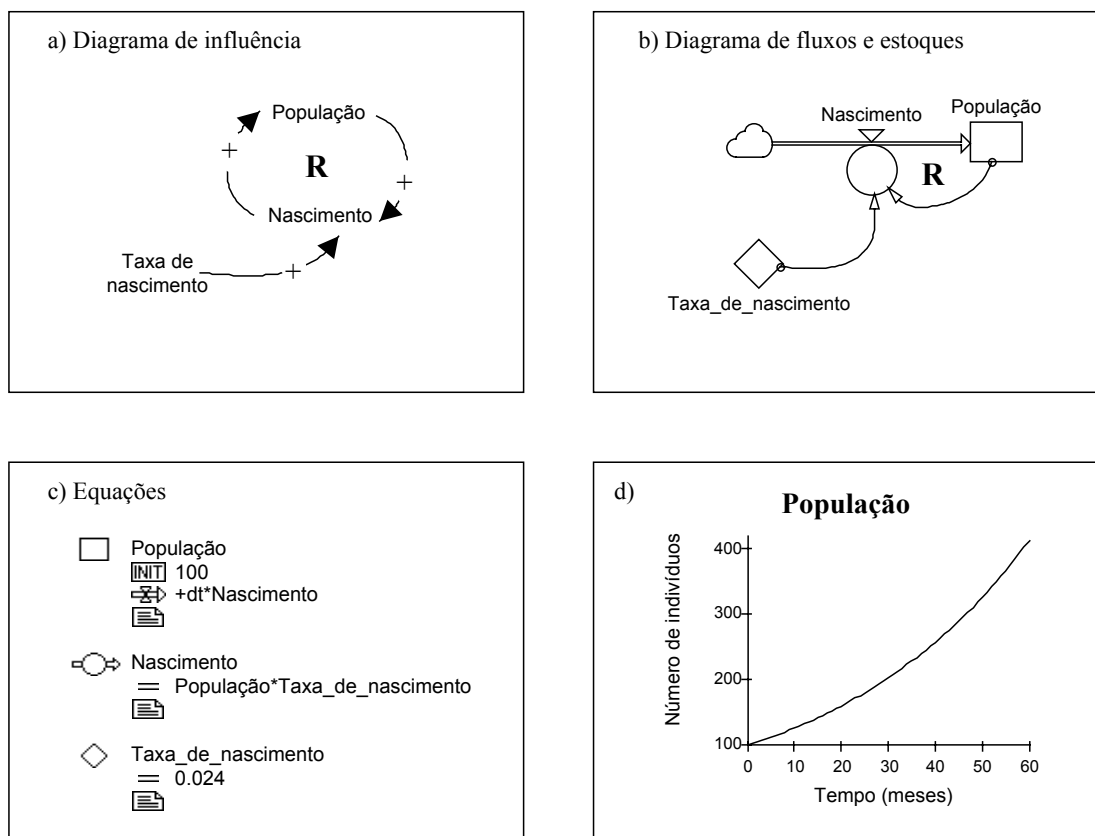 a) Diagrama de influência
População
+
R
+
Nascimento
Taxa de
nascimento
+
b) Diagrama de fluxos e estoques
População
Nascimento
R
Taxa_de_nascimento
c) Equações
População
INIT 100
+dt*Nascimento
Nascimento
= População*Taxa_de_nascimento
Taxa_de_nascimento
= 0.024
d)
População
Número de indivíduos
400
300
200
100
0 10 20 30 40 50 60
Tempo (meses)